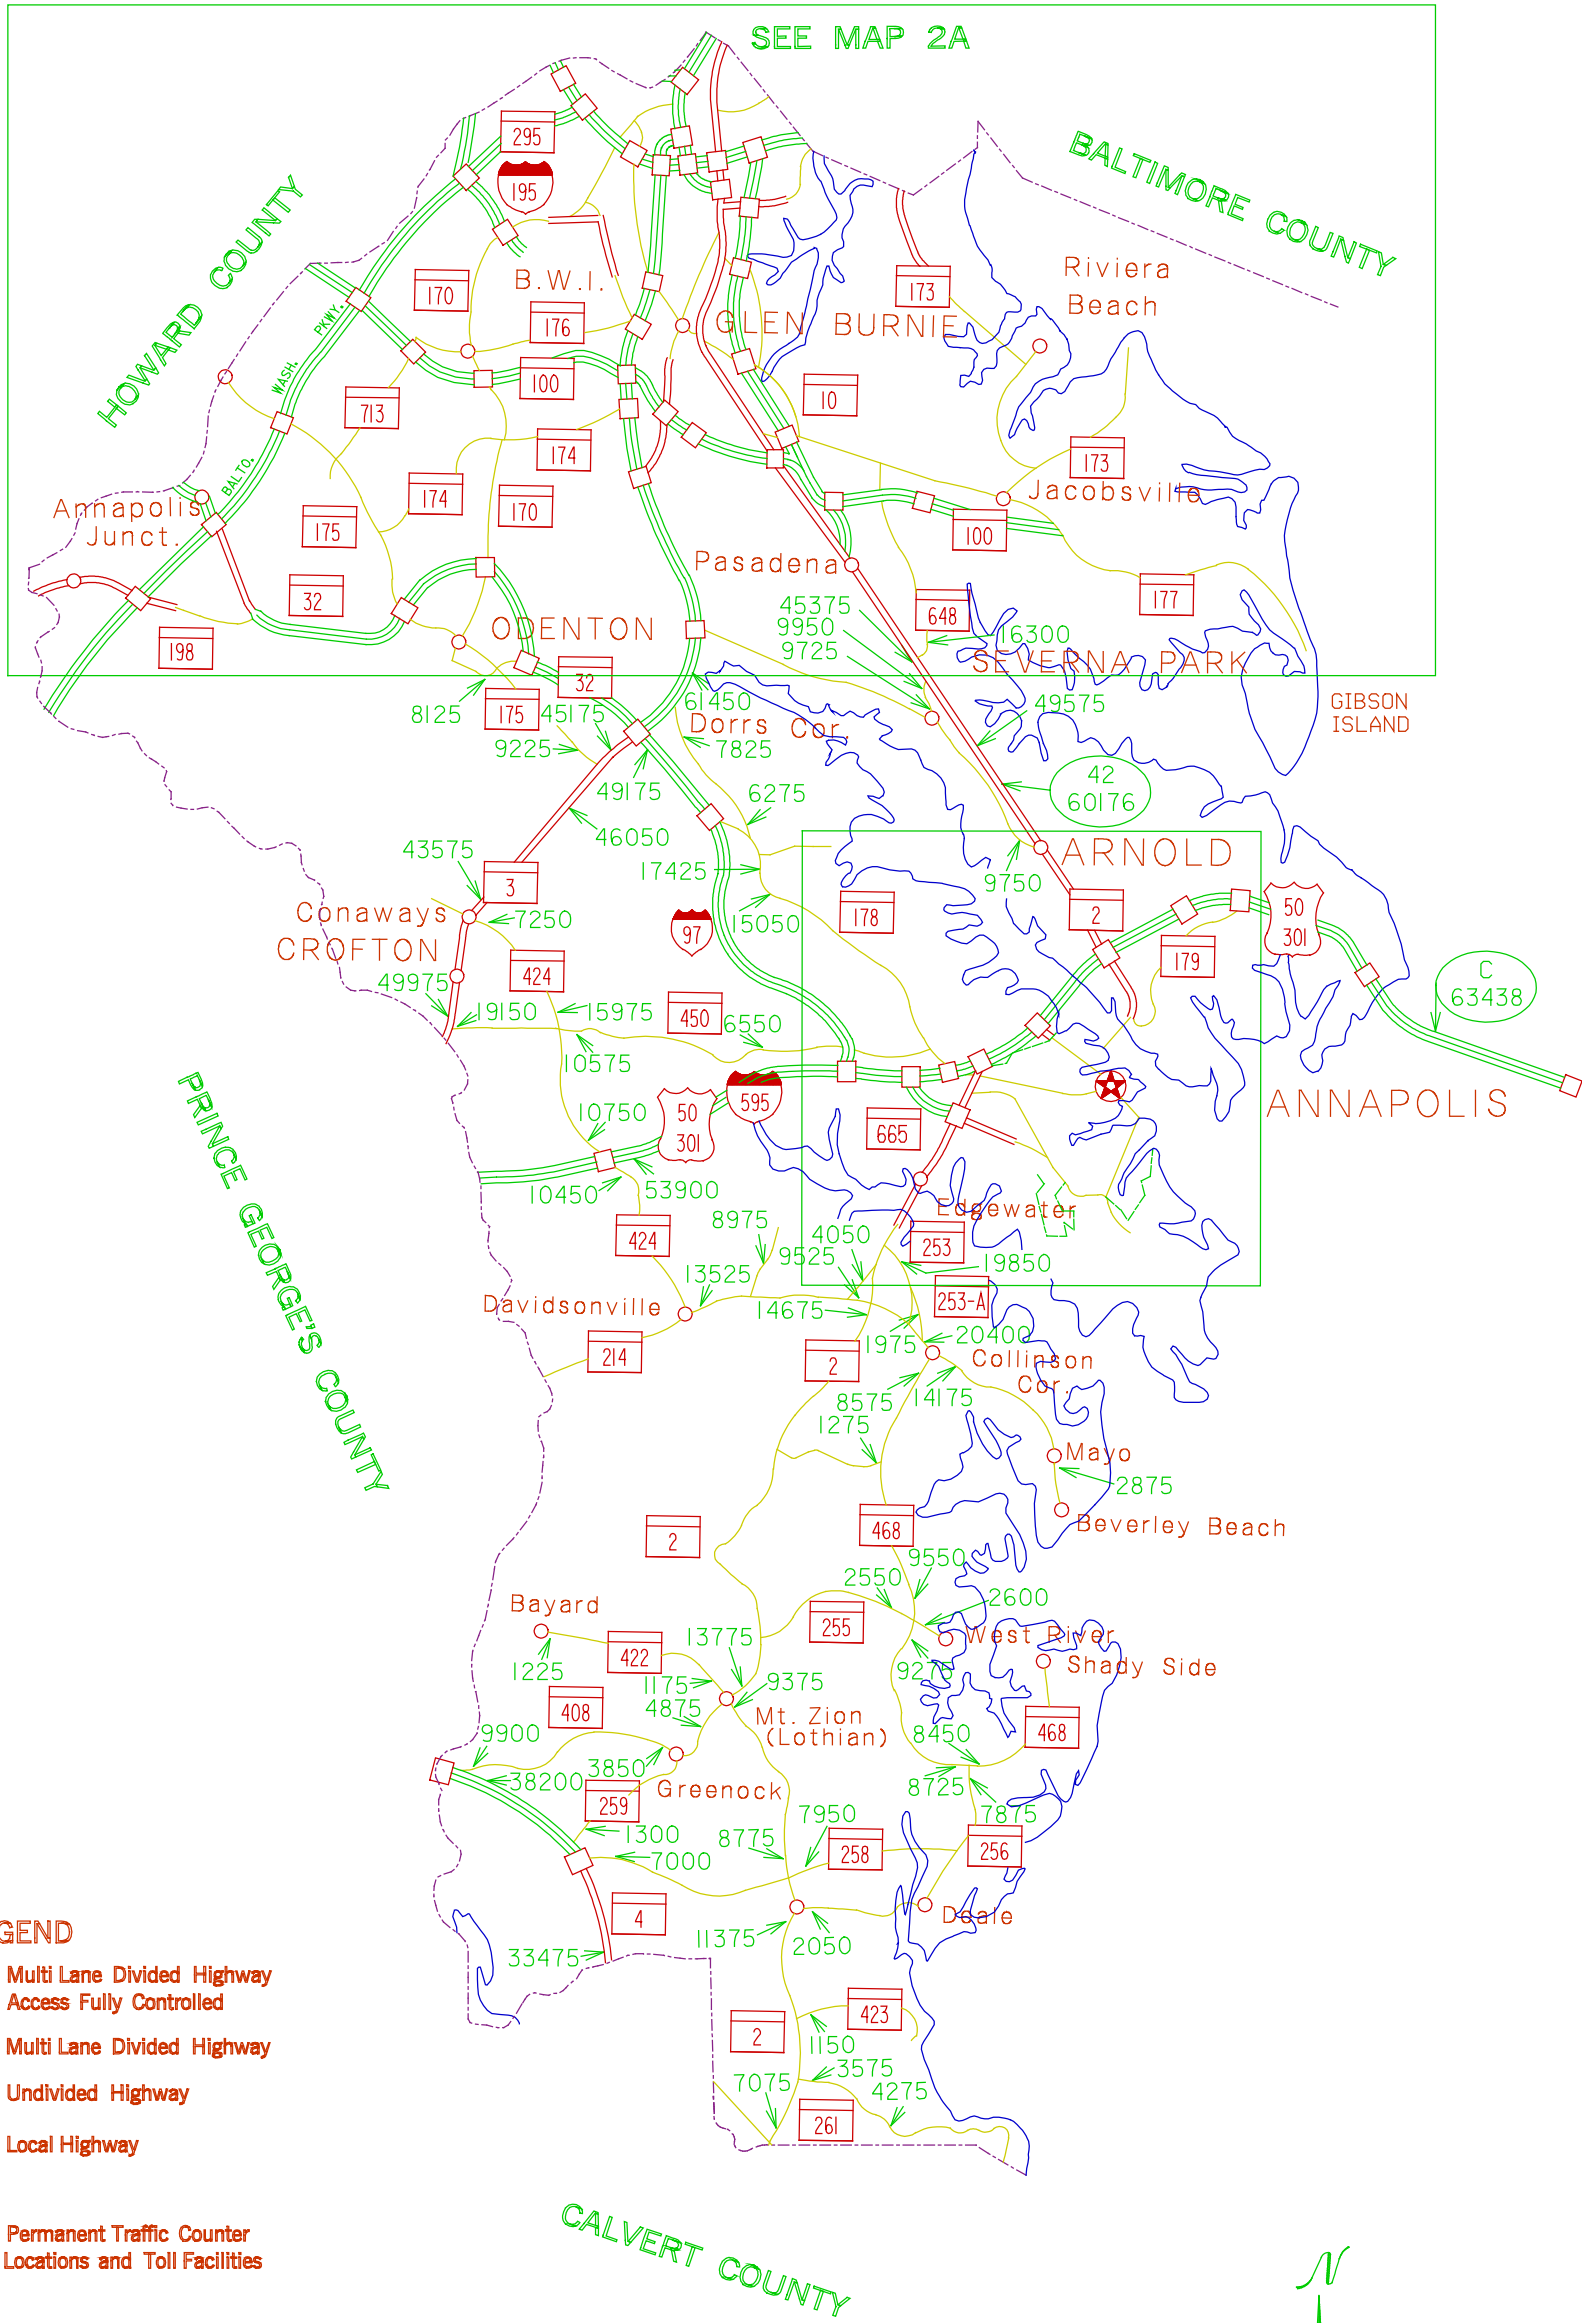 SEE MAP 2A
295
BALTIMORE COUNTY
195
HOWARD COUNTY
170
B.W.I.
173
Riviera
Beach
176
GLEN BURNIE
PKWY.
WASH.
BALTO.
100
10
713
174
173
174
170
Jacobsville
Annapolis
Junct.
175
100
Pasadena
32
177
45375
648
9950
16300
9725
198
ODENTON
SEVERNA PARK
32
8125
175
45175
61450
49575
GIBSON
ISLAND
Dorrs Cor.
9225
7825
49175
42
60176
6275
46050
43575
ARNOLD
17425
9750
3
178
2
50
301
Conaways
7250
15050
97
CROFTON
179
424
49975
C
63438
19150
15975
450
6550
10575
595
ANNAPOLIS
10750
50
301
665
PRINCE GEORGE'S COUNTY
10450
53900
Edgewater
8975
424
4050
253
9525
19850
13525
Davidsonville
14675
253-A
1975
20400
214
2
Collinson
Cor.
8575
14175
1275
Mayo
2875
468
2
Beverley Beach
9550
2550
Bayard
2600
255
13775
West River
422
1225
9275
Shady Side
1175
9375
408
4875
Mt. Zion
(Lothian)
468
9900
8450
3850
38200
8725
Greenock
259
7950
7875
1300
8775
7000
258
256
4
Deale
11375
2050
33475
GEND
Multi Lane Divided Highway
Access Fully Controlled
423
2
1150
Multi Lane Divided Highway
3575
7075
4275
Undivided Highway
261
Local Highway
CALVERT COUNTY
Permanent Traffic Counter
Locations and Toll Facilities
N